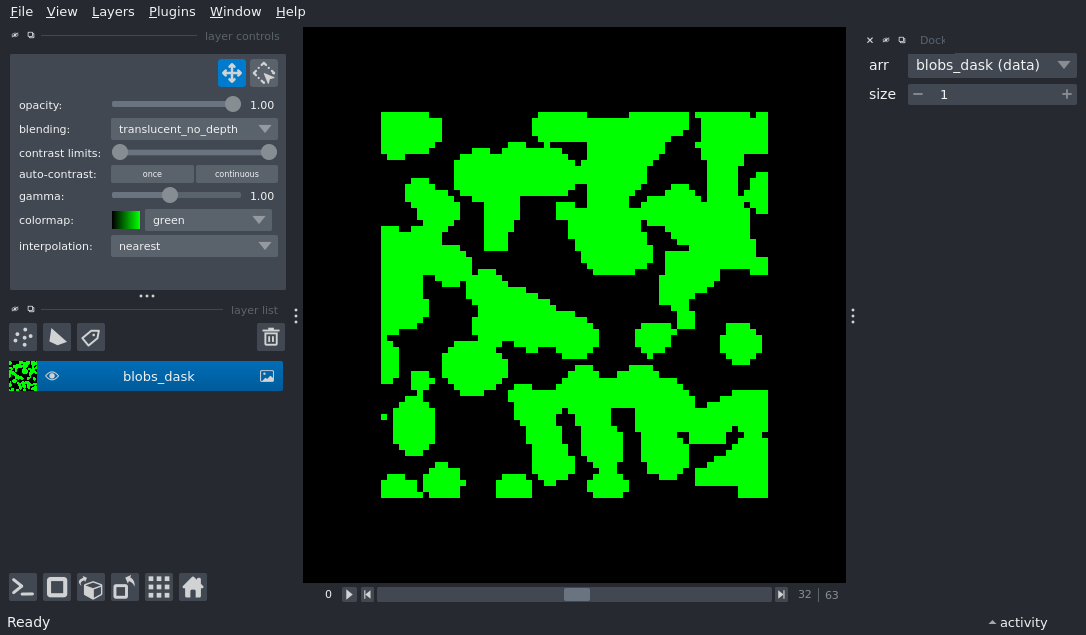 File View Layers Plugins Window Help
layer controls
opacity: 1.00
blending: translucent_no_depth
contrast limits:
auto-contrast: once continuous
gamma: 1.00
colormap: green
interpolation: nearest
layer list
blobs_dask
0 32 63
Dock
arr blobs_dask (data)
size 1
Ready activity